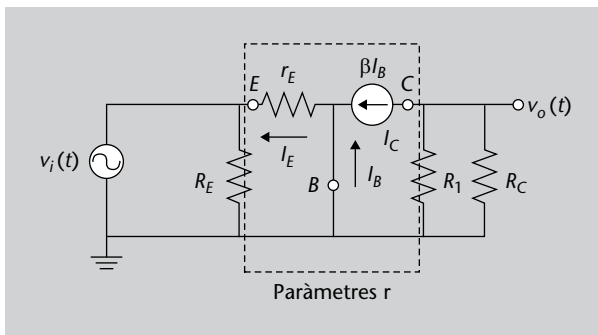 βI_B
E r_E C
v_o(t)
I_C
v_i(t) I_E
R_E B I_B R_1 R_C
Paràmetres r